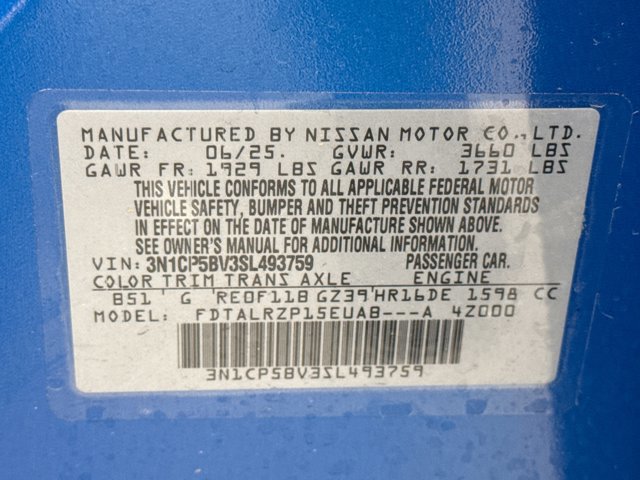 MANUFACTURED BY NISSAN MOTOR CO., LTD.
DATE: 06/25. GVWR: 3660 LBS
GAWR FR: 1929 LBS GAWR RR: 1731 LBS
THIS VEHICLE CONFORMS TO ALL APPLICABLE FEDERAL MOTOR
VEHICLE SAFETY, BUMPER AND THEFT PREVENTION STANDARDS
IN EFFECT ON THE DATE OF MANUFACTURE SHOWN ABOVE.
SEE OWNER'S MANUAL FOR ADDITIONAL INFORMATION.
VIN: 3N1CP5BV3SL493759 PASSENGER CAR.
COLOR TRIM TRANS AXLE ENGINE
B51 G RE0F11B GZ39 HR16DE 1598 CC
MODEL: FDTALRZP15EUAB---A 4Z000
3N1CP5BV3SL493759